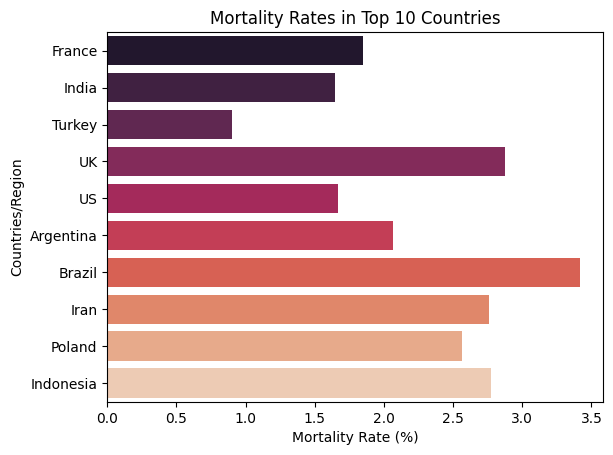 Mortality Rates in Top 10 Countries
Countries/Region
France
India
Turkey
UK
US
Argentina
Brazil
Iran
Poland
Indonesia
0.0 0.5 1.0 1.5 2.0 2.5 3.0 3.5
Mortality Rate (%)